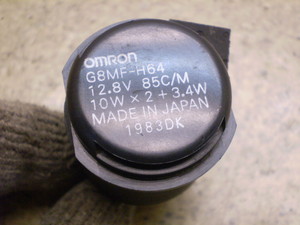 OMRON
G8MF-H64
12.8V 85C/M
10W × 2 + 3.4W
MADE IN JAPAN
1983DK